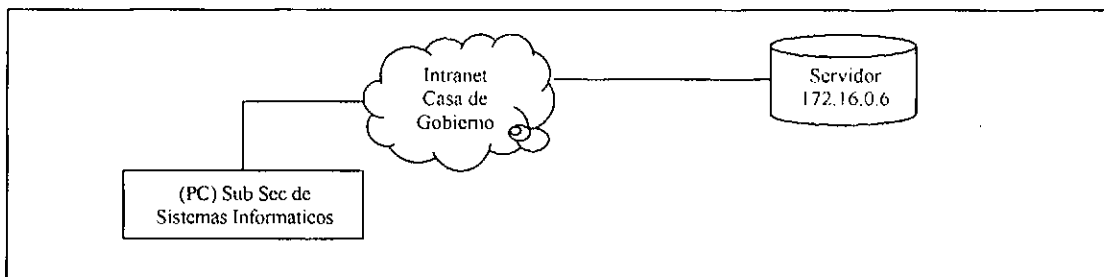 Intranet
Casa de
Gobierno
Servidor
172.16.0.6
(PC) Sub Sec de
Sistemas Informaticos